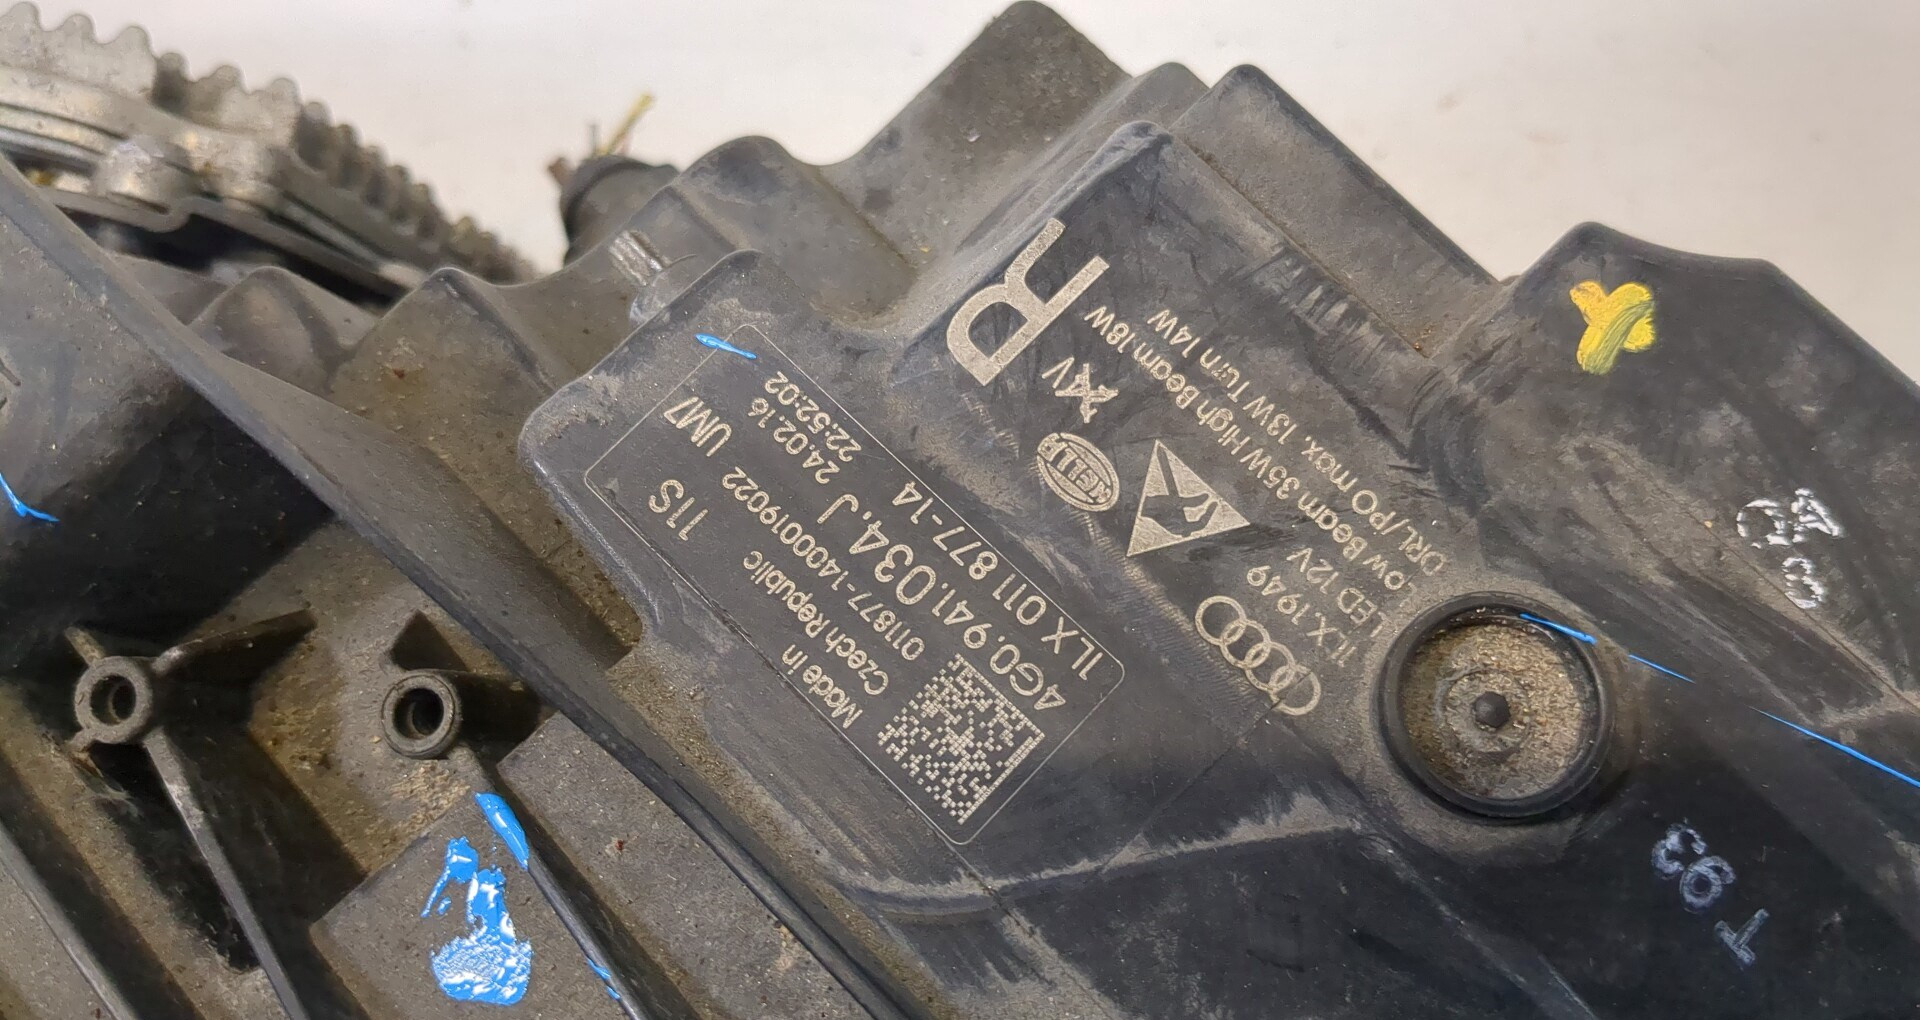 R
HELLA
1LX.1949
LED 12V
Low Beam 35W High Beam 18W
DRL/PO max. 13W Turn 14W
1LX 011 877-14
4G0.941.034.J
24.02.16
22:52:02
011877-1400019022 UM7
Made in
Czech Republic
11S
T 93